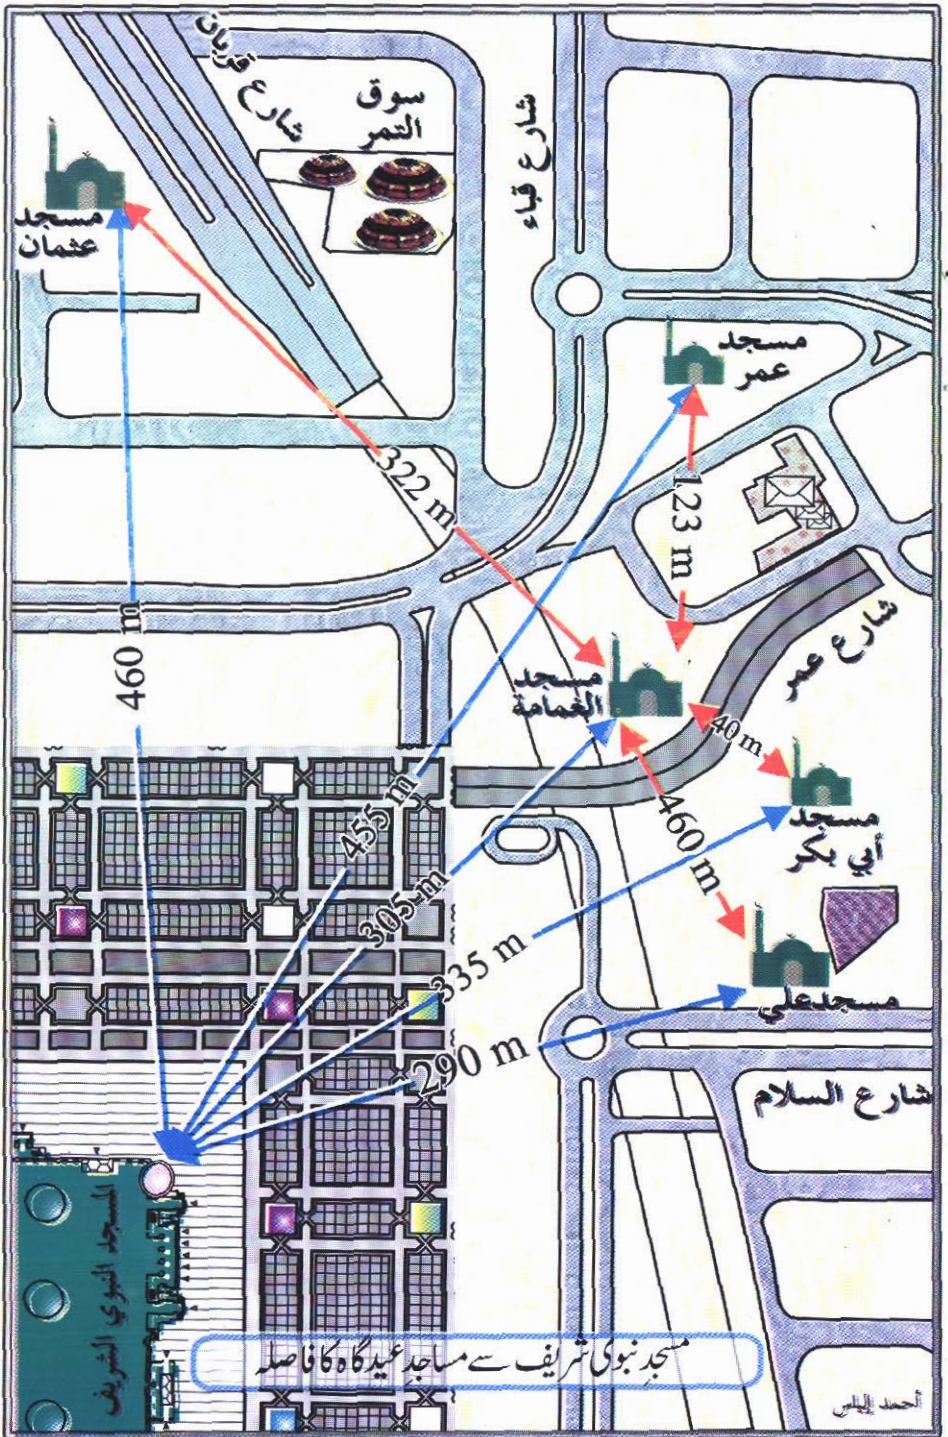 شارع قربان
سوق
التمر
شارع قباء
مسجد
عثمان
مسجد
عمر
322 m
123 m
شارع عمر
460 m
مسجد
الغمامة
40 m
مسجد
أبي بكر
455 m
460 m
305 m
335 m
مسجد علي
290 m
شارع السلام
المسجد النبوي الشريف
مسجدِ نبوی شریف سے مساجدِ عیدگاہ کا فاصلہ
أحمد إلياس